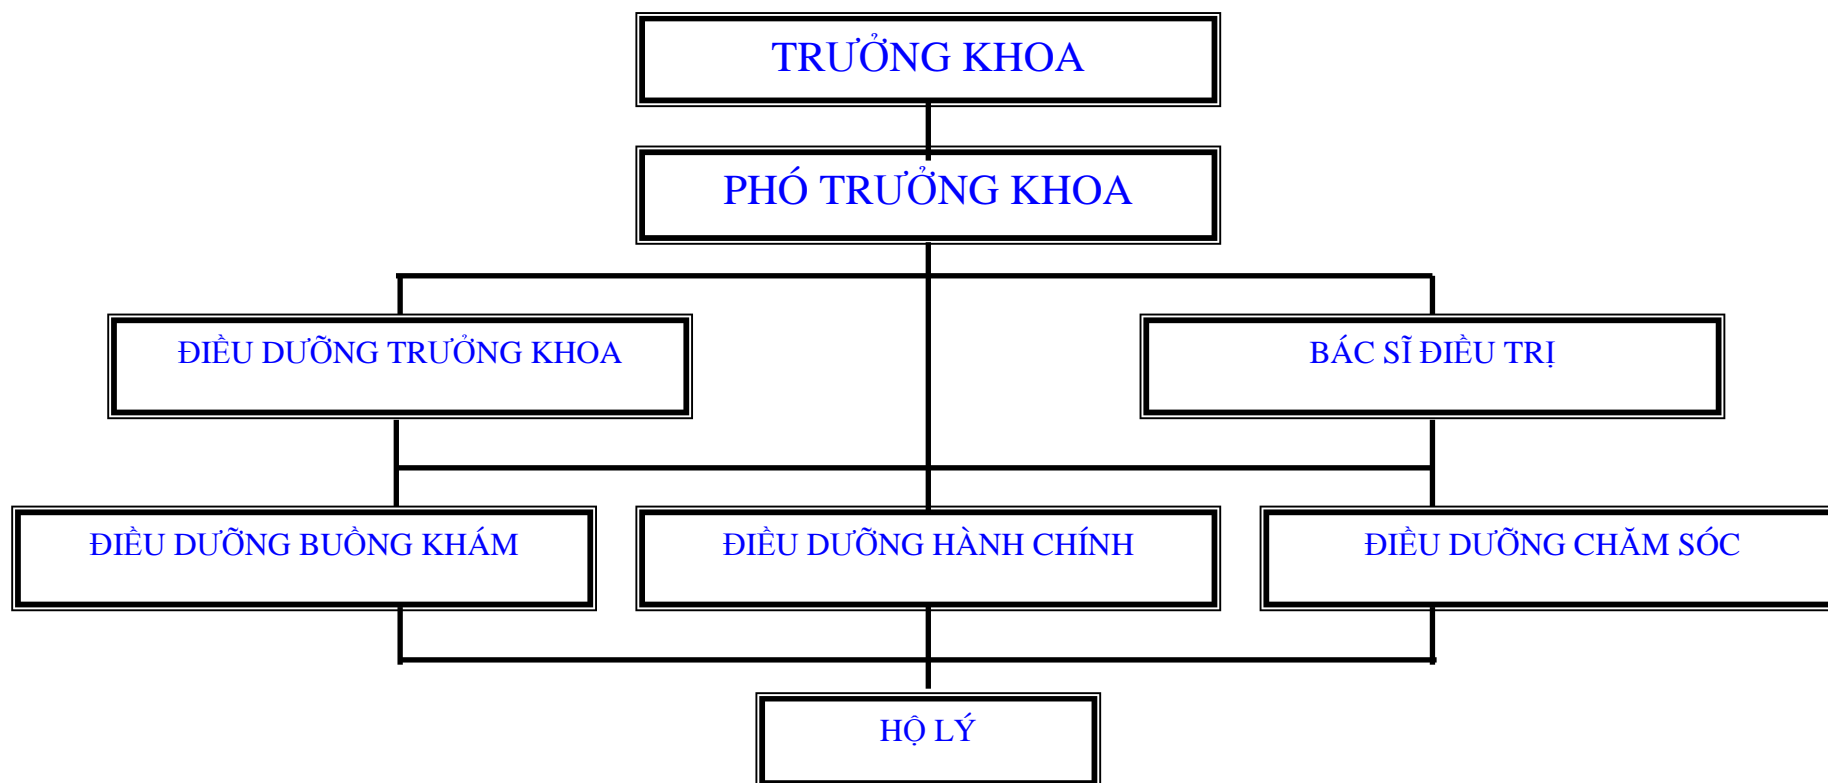 TRƯỞNG KHOA
PHÓ TRƯỞNG KHOA
ĐIỀU DƯỠNG TRƯỞNG KHOA
BÁC SĨ ĐIỀU TRỊ
ĐIỀU DƯỠNG BUỒNG KHÁM
ĐIỀU DƯỠNG HÀNH CHÍNH
ĐIỀU DƯỠNG CHĂM SÓC
HỘ LÝ